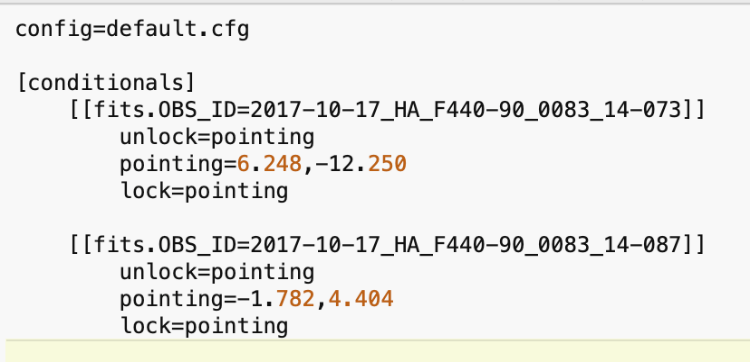 config=default.cfg
[conditionals]
[[fits.OBS_ID=2017-10-17_HA_F440-90_0083_14-073]]
unlock=pointing
pointing=6.248,-12.250
lock=pointing
[[fits.OBS_ID=2017-10-17_HA_F440-90_0083_14-087]]
unlock=pointing
pointing=-1.782,4.404
lock=pointing